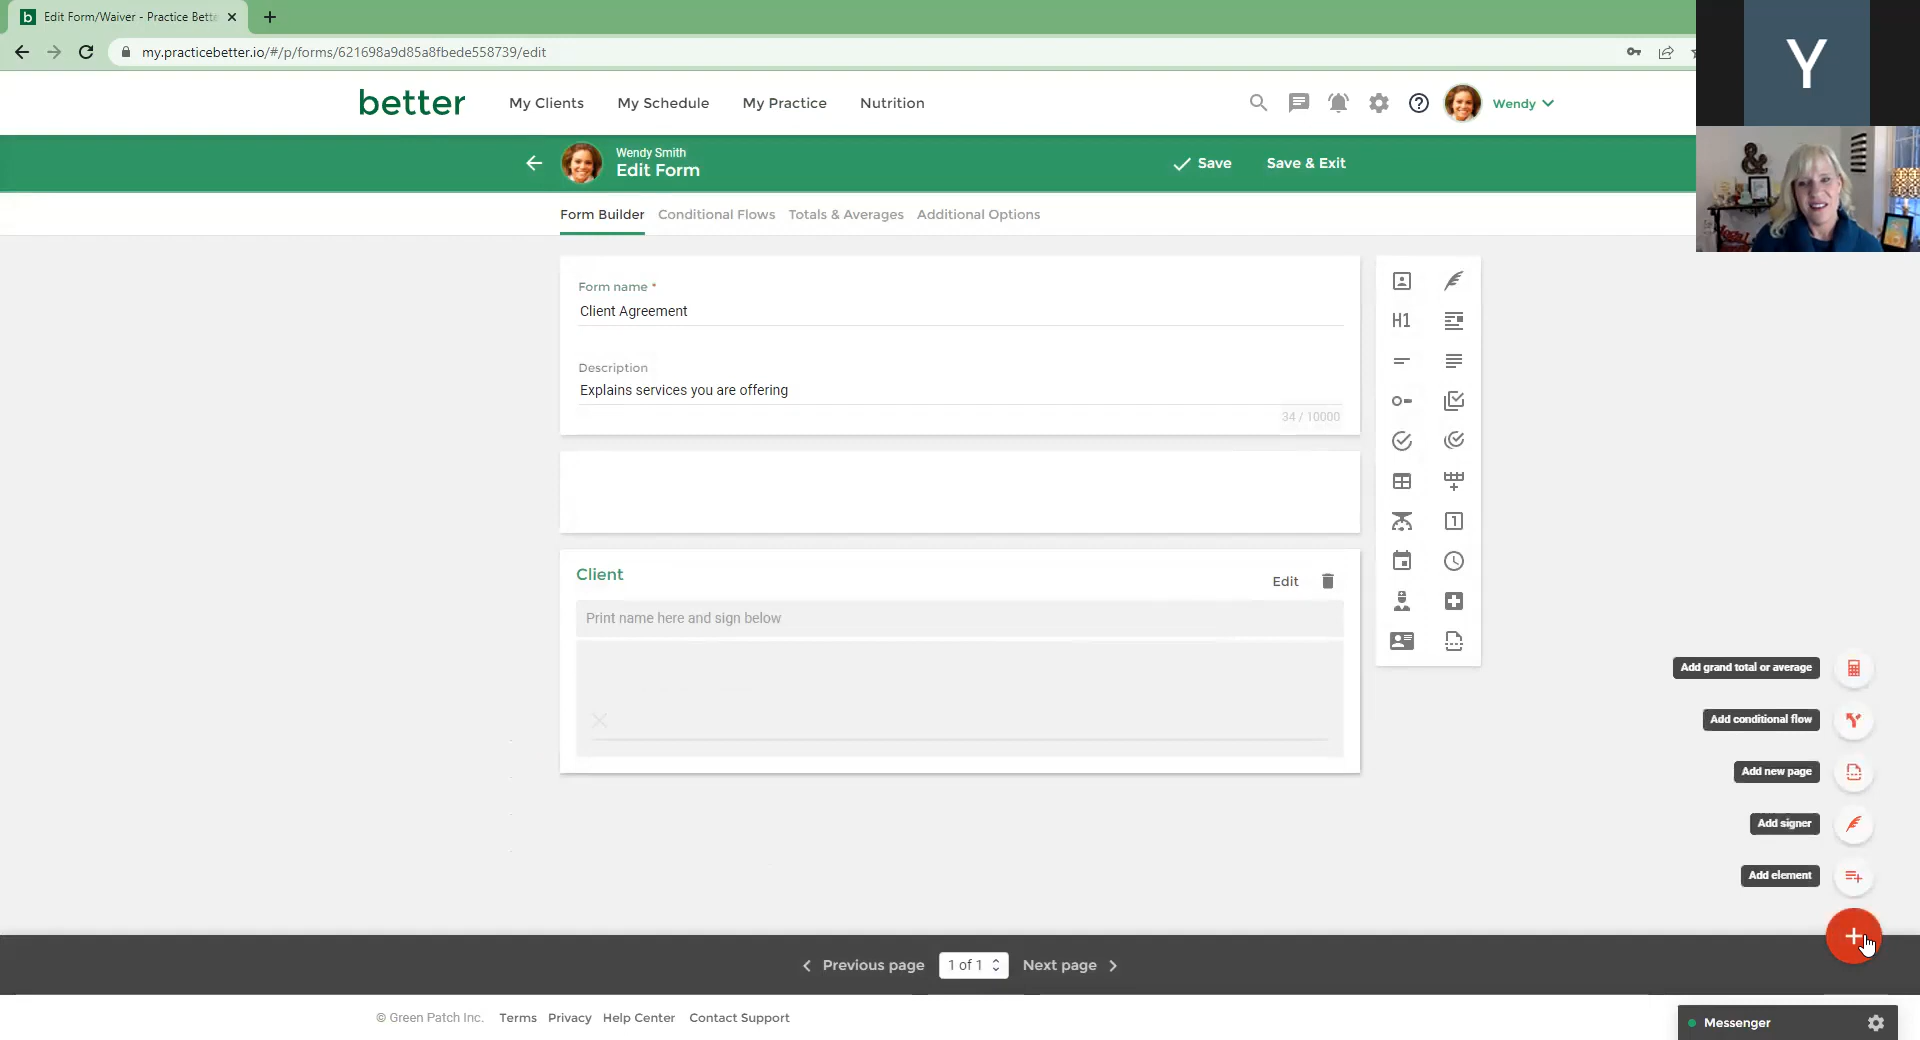 Edit Form/Waiver - Practice Bette
my.practicebetter.io/#/p/forms/621698a9d85a8fbede558739/edit
better
My Clients
My Schedule
My Practice
Nutrition
Wendy
Wendy Smith
Edit Form
Save
Save & Exit
Form Builder
Conditional Flows
Totals & Averages
Additional Options
Form name *
Client Agreement
Description
Explains services you are offering
34 / 10000
H1
1
Client
Edit
Print name here and sign below
Add grand total or average
Add conditional flow
Add new page
Add signer
Add element
Previous page
1 of 1
Next page
© Green Patch Inc.
Terms
Privacy
Help Center
Contact Support
Messenger
Y
&